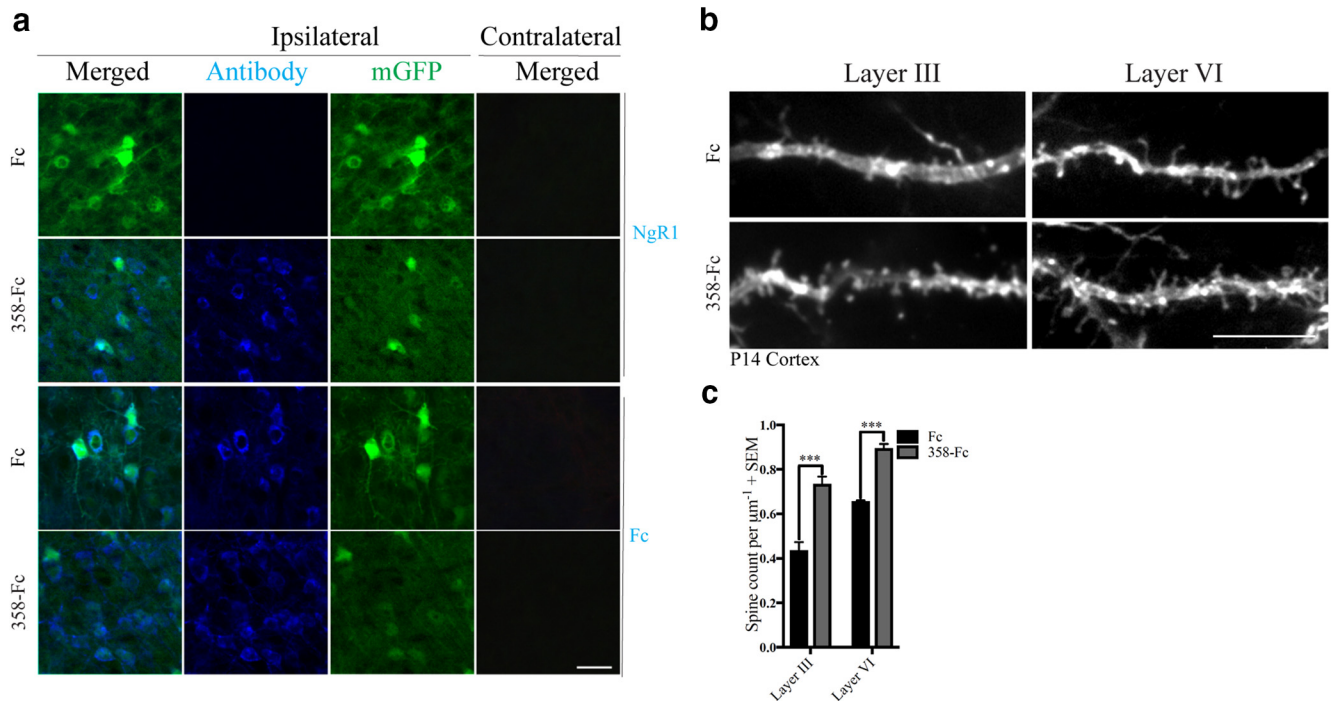 a
Ipsilateral Contralateral
Merged Antibody mGFP Merged
Fc
358-Fc
NgR1
Fc
358-Fc
Fc
b
Layer III Layer VI
Fc
358-Fc
P14 Cortex
c
Spine count per µm⁻¹ + SEM
1.0
0.8
0.6
0.4
0.2
0.0
***
***
Fc
358-Fc
Layer III
Layer VI